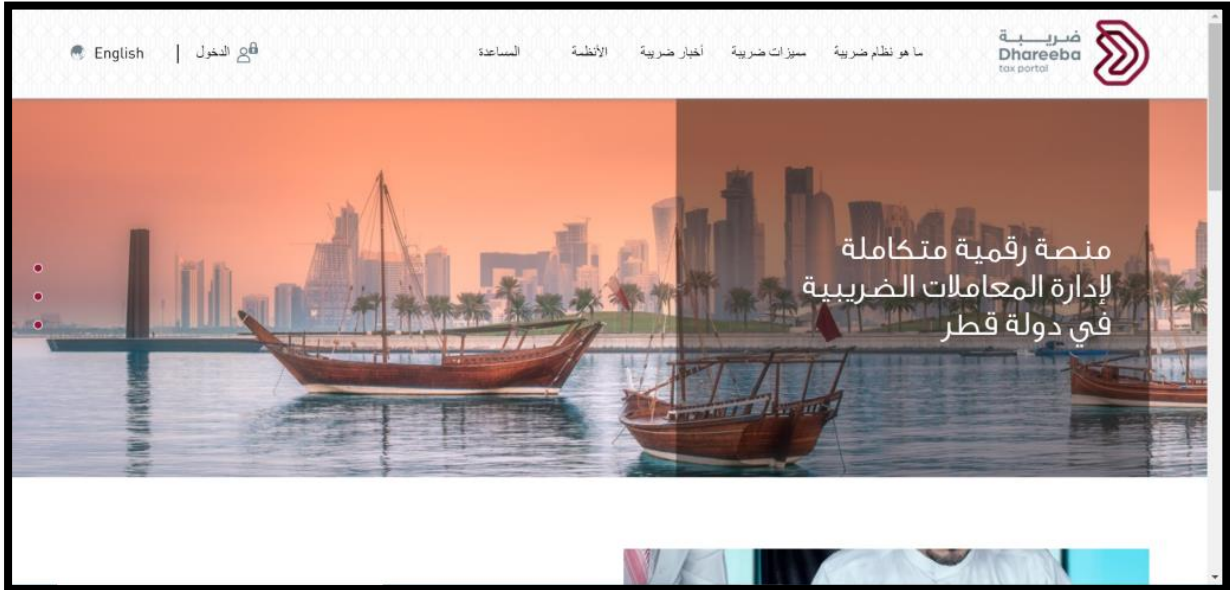 ضريبة
Dhareeba
tax portal
ما هو نظام ضريبة
مميزات ضريبة
أخبار ضريبة
الأنظمة
المساعدة
الدخول
English
منصة رقمية متكاملة
لإدارة المعاملات الضريبية
في دولة قطر